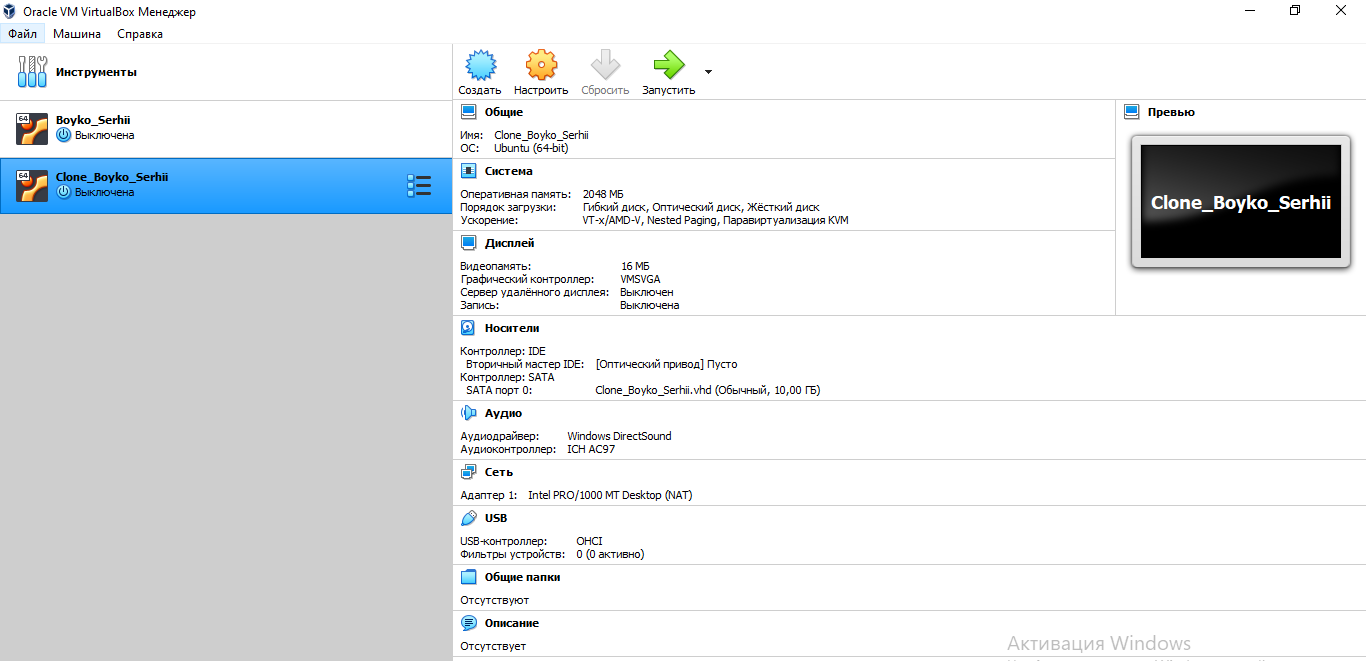 Oracle VM VirtualBox Менеджер
Файл Машина Справка
Инструменты
64
Boyko_Serhii
Выключена
64
Clone_Boyko_Serhii
Выключена
Создать Настроить Сбросить Запустить
Общие
Имя: Clone_Boyko_Serhii
ОС: Ubuntu (64-bit)
Система
Оперативная память: 2048 МБ
Порядок загрузки: Гибкий диск, Оптический диск, Жёсткий диск
Ускорение: VT-x/AMD-V, Nested Paging, Паравиртуализация KVM
Дисплей
Видеопамять: 16 МБ
Графический контроллер: VMSVGA
Сервер удалённого дисплея: Выключен
Запись: Выключена
Превью
Clone_Boyko_Serhii
Носители
Контроллер: IDE
Вторичный мастер IDE: [Оптический привод] Пусто
Контроллер: SATA
SATA порт 0: Clone_Boyko_Serhii.vhd (Обычный, 10,00 ГБ)
Аудио
Аудиодрайвер: Windows DirectSound
Аудиоконтроллер: ICH AC97
Сеть
Адаптер 1: Intel PRO/1000 MT Desktop (NAT)
USB
USB-контроллер: OHCI
Фильтры устройств: 0 (0 активно)
Общие папки
Отсутствуют
Описание
Отсутствует
Активация Windows